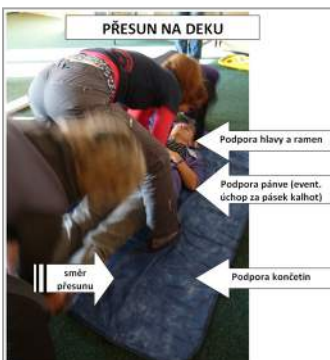 PŘESUN NA DEKU
Podpora hlavy a ramen
Podpora pánve (event.
úchop za pásek kalhot)
směr
přesunu
Podpora končetin